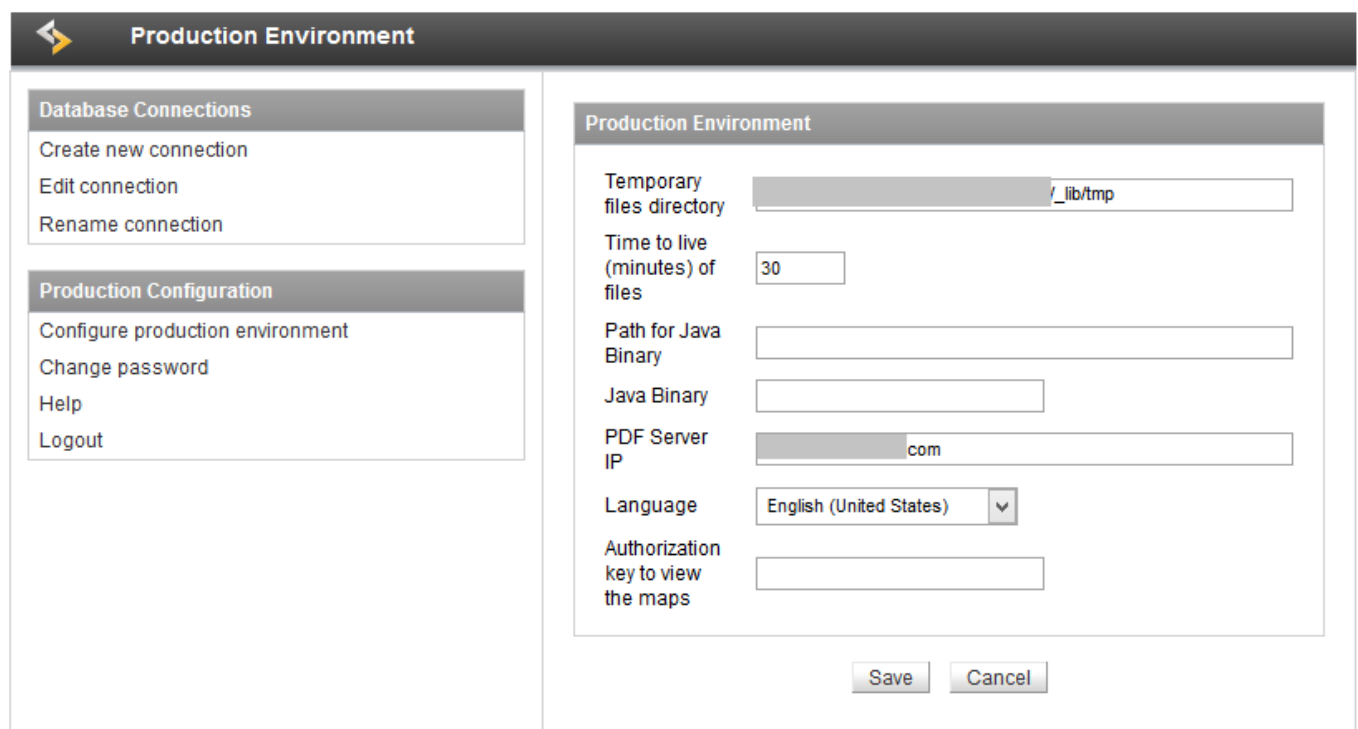 Production Environment
Database Connections
Create new connection
Edit connection
Rename connection
Production Configuration
Configure production environment
Change password
Help
Logout
Production Environment
Temporary
files directory
/_lib/tmp
Time to live
(minutes) of
files
30
Path for Java
Binary
Java Binary
PDF Server
IP
com
Language
English (United States)
Authorization
key to view
the maps
Save
Cancel